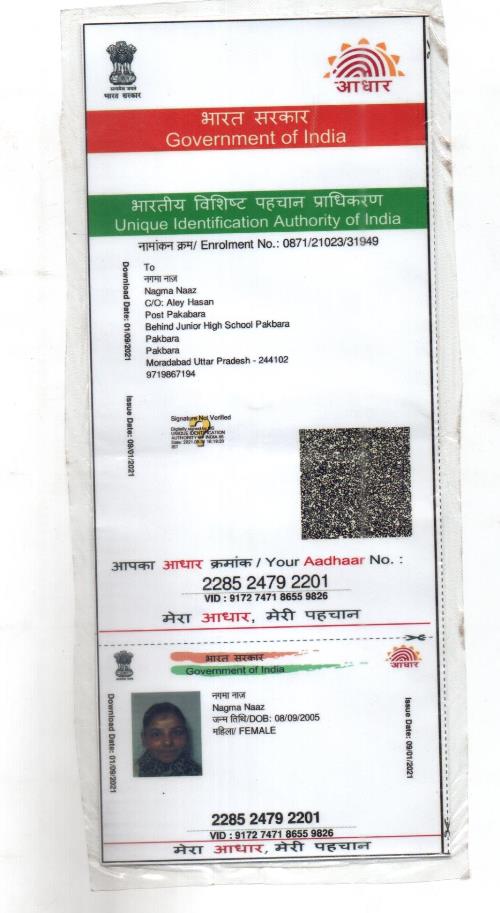 सत्यमेव जयते
भारत सरकार
आधार
भारत सरकार
Government of India
भारतीय विशिष्ट पहचान प्राधिकरण
Unique Identification Authority of India
नामांकन क्रम/ Enrolment No.: 0871/21023/31949
Download Date: 01/09/2021
To
नगमा नाज़
Nagma Naaz
C/O: Aley Hasan
Post Pakabara
Behind Junior High School Pakbara
Pakbara
Pakbara
Moradabad Uttar Pradesh - 244102
9719867194
Issue Date: 09/01/2021
Signature Not Verified
आपका आधार क्रमांक / Your Aadhaar No. :
2285 2479 2201
VID : 9172 7471 8655 9826
मेरा आधार, मेरी पहचान
भारत सरकार
Government of India
आधार
Download Date: 01/09/2021
नगमा नाज़
Nagma Naaz
जन्म तिथि/DOB: 08/09/2005
महिला/ FEMALE
Issue Date: 09/01/2021
2285 2479 2201
VID : 9172 7471 8655 9826
मेरा आधार, मेरी पहचान